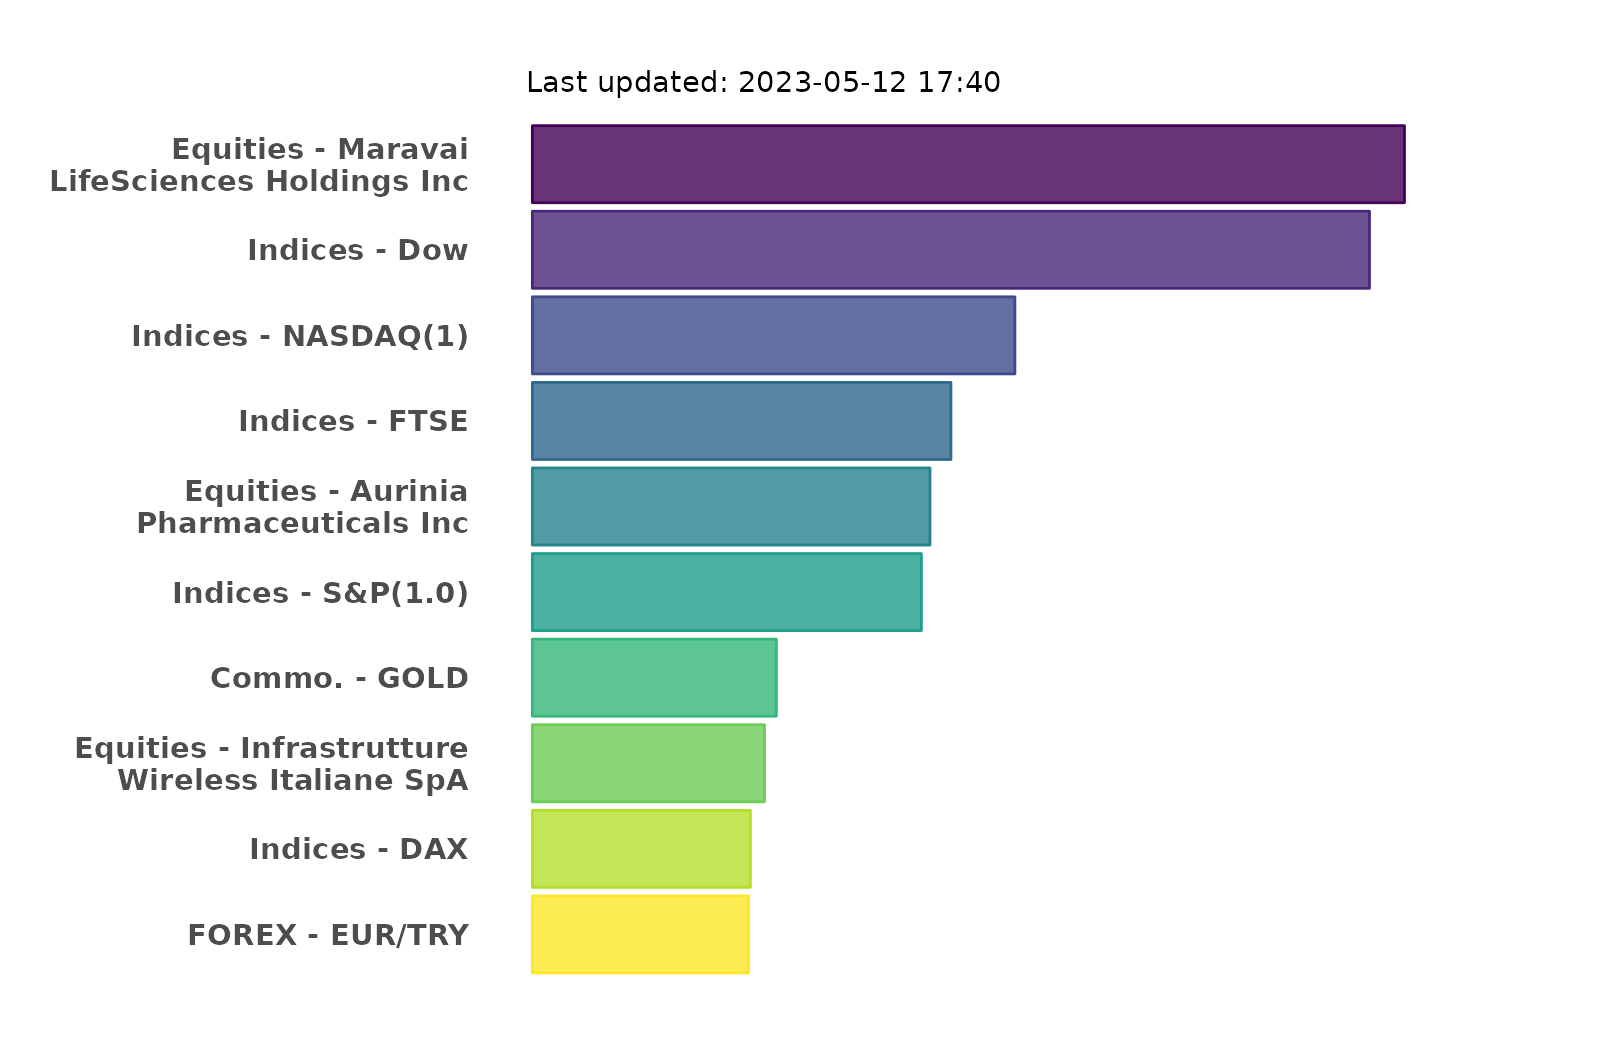 Last updated: 2023-05-12 17:40
Equities - Maravai
LifeSciences Holdings Inc
Indices - Dow
Indices - NASDAQ(1)
Indices - FTSE
Equities - Aurinia
Pharmaceuticals Inc
Indices - S&P(1.0)
Commo. - GOLD
Equities - Infrastrutture
Wireless Italiane SpA
Indices - DAX
FOREX - EUR/TRY